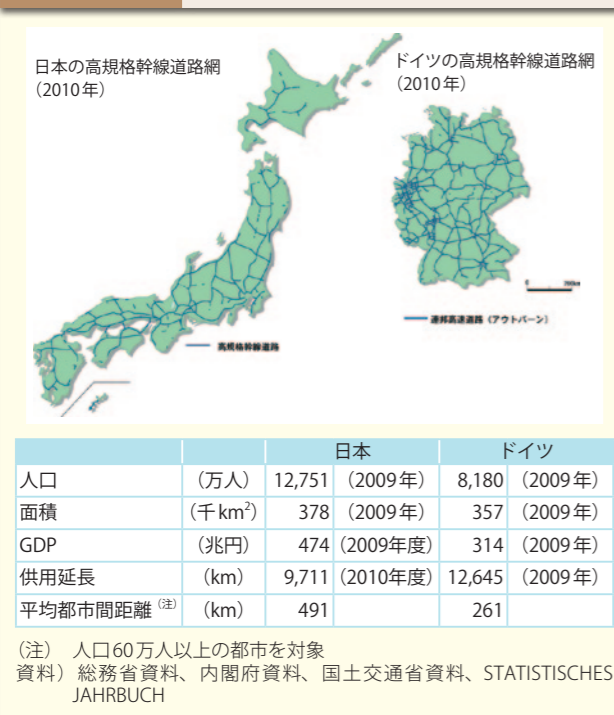 日本の高規格幹線道路網
（2010年）
ドイツの高規格幹線道路網
（2010年）
高規格幹線道路
0 200km
連邦高速道路（アウトバーン）
日本 ドイツ
人口 （万人） 12,751 （2009年） 8,180 （2009年）
面積 （千km²） 378 （2009年） 357 （2009年）
GDP （兆円） 474 （2009年度） 314 （2009年）
供用延長 （km） 9,711 （2010年度） 12,645 （2009年）
平均都市間距離（注） （km） 491 261
（注） 人口60万人以上の都市を対象
資料）総務省資料、内閣府資料、国土交通省資料、STATISTISCHES
JAHRBUCH